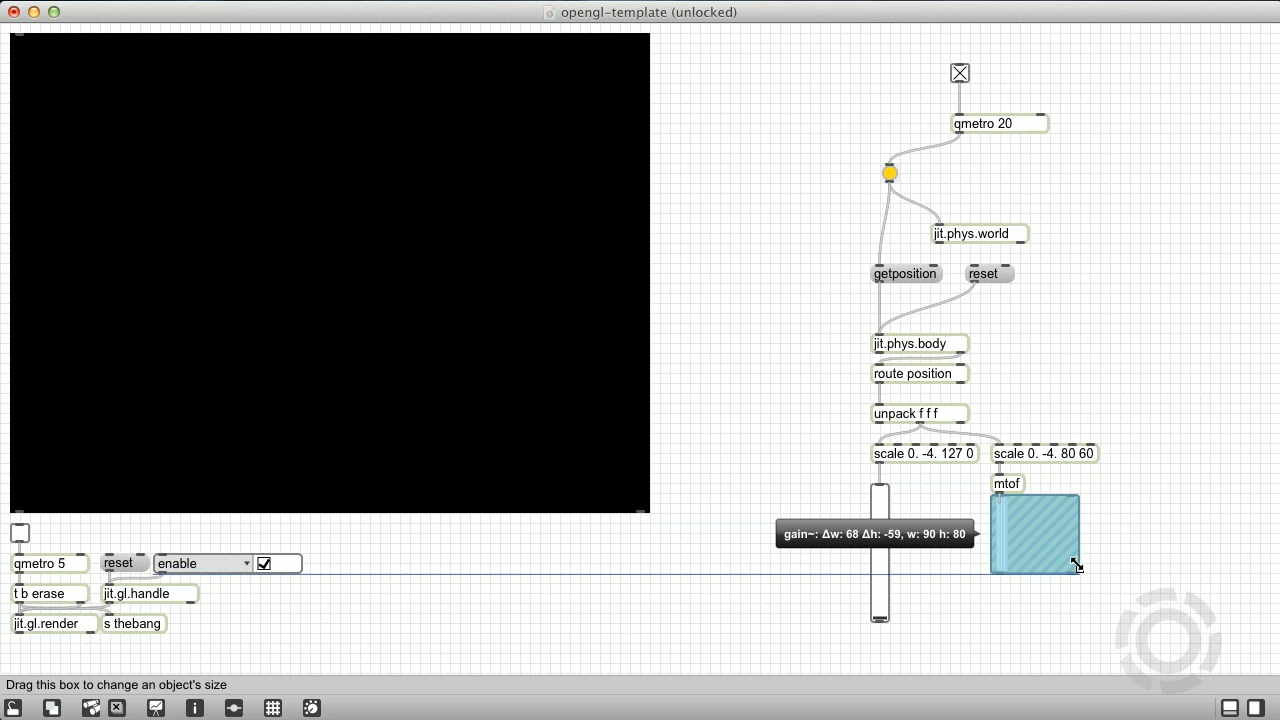 opengl-template (unlocked)
qmetro 20
jit.phys.world
getposition
reset
jit.phys.body
route position
unpack f f f
scale 0. -4. 127 0
scale 0. -4. 80 60
mtof
gain~: Δw: 68 Δh: -59, w: 90 h: 80
qmetro 5
reset
enable
t b erase
jit.gl.handle
jit.gl.render
s thebang
Drag this box to change an object's size